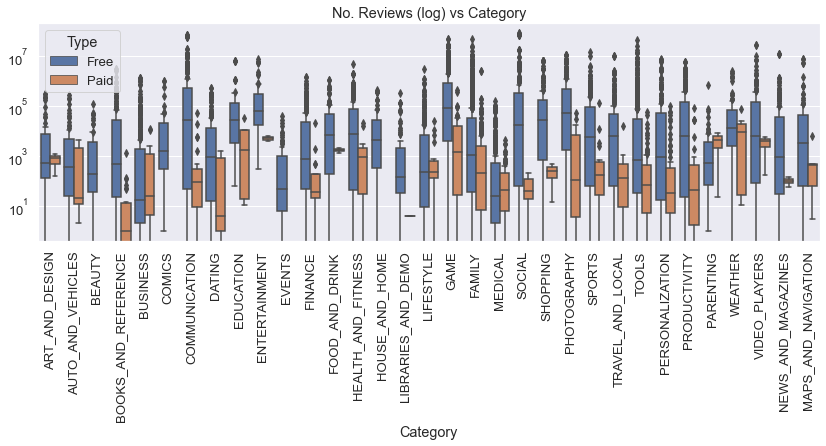 No. Reviews (log) vs Category
Type
Free
Paid
10^7
10^5
10^3
10^1
ART_AND_DESIGN
AUTO_AND_VEHICLES
BEAUTY
BOOKS_AND_REFERENCE
BUSINESS
COMICS
COMMUNICATION
DATING
EDUCATION
ENTERTAINMENT
EVENTS
FINANCE
FOOD_AND_DRINK
HEALTH_AND_FITNESS
HOUSE_AND_HOME
LIBRARIES_AND_DEMO
LIFESTYLE
GAME
FAMILY
MEDICAL
SOCIAL
SHOPPING
PHOTOGRAPHY
SPORTS
TRAVEL_AND_LOCAL
TOOLS
PERSONALIZATION
PRODUCTIVITY
PARENTING
WEATHER
VIDEO_PLAYERS
NEWS_AND_MAGAZINES
MAPS_AND_NAVIGATION
Category